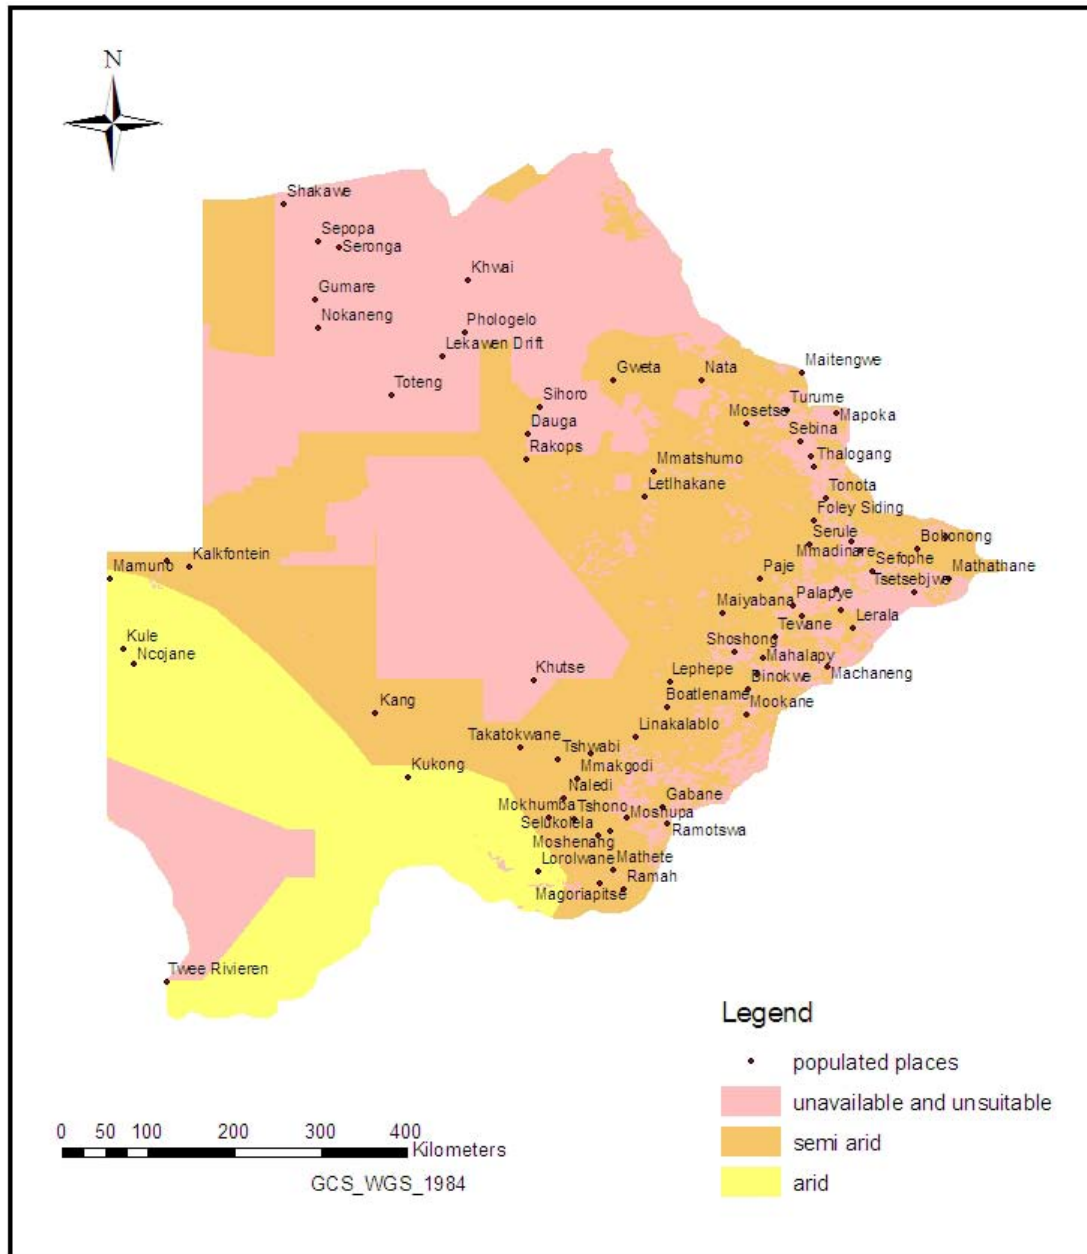 N
Shakawe
Sepopa
Seronga
Khwai
Gumare
Nokaneng
Phologelo
Lekawen Drift
Toteng
Gweta
Nata
Maitengwe
Sihoro
Turume
Mosetse
Mapoka
Dauga
Sebina
Rakops
Mmatshumo
Thalogang
Letlhakane
Tonota
Foley Siding
Serule
Bobonong
Mmadinare
Kalkfontein
Sefophe
Mamuno
Paje
Tsetsebjwe
Mathathane
Maiyabana
Palapye
Lerala
Tewane
Kule
Shoshong
Ncojane
Mahalapy
Machaneng
Khutse
Lephepe
Dinokwe
Boatlename
Kang
Mookane
Linakalablo
Takatokwane
Tshwabi
Kukong
Mmakgodi
Naledi
Gabane
Mokhumba
Tshono
Moshupa
Selukolela
Ramotswa
Moshenang
Lorolwane
Mathete
Ramah
Magoriapitse
Twee Rivieren
Legend
populated places
unavailable and unsuitable
semi arid
arid
0 50 100 200 300 400
Kilometers
GCS_WGS_1984